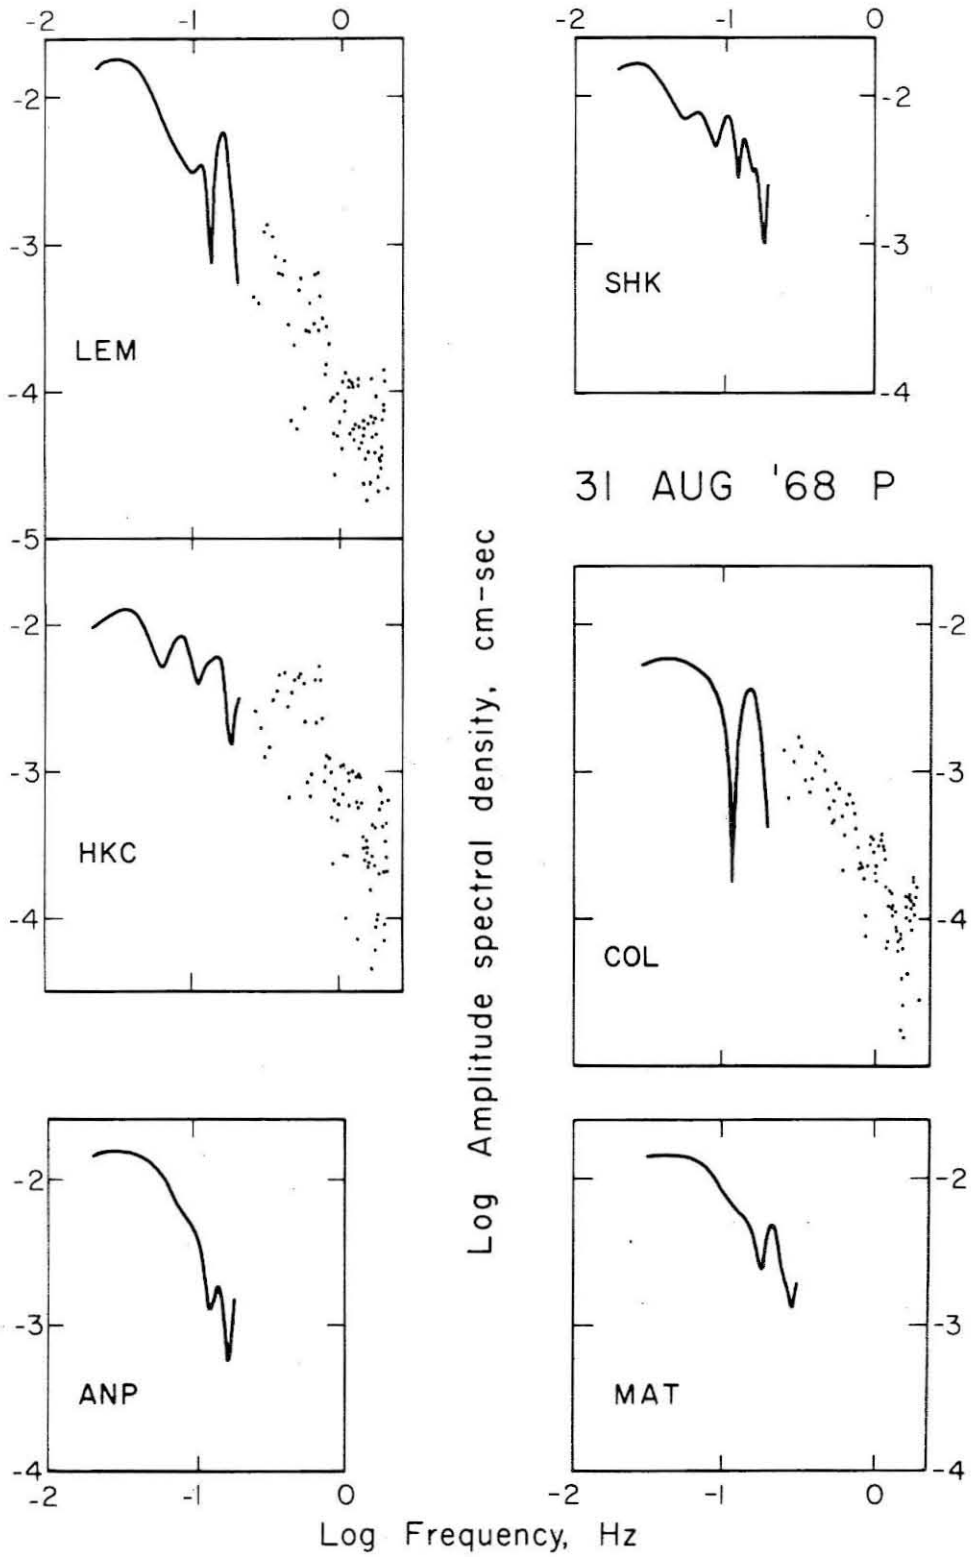 -2 -1 0
-2
-3
-4
-5
LEM
-2 -1 0
-2
-3
-4
SHK
31 AUG '68 P
-2
-3
-4
HKC
Log Amplitude spectral density, cm-sec
-2
-3
-4
COL
-2
-3
-4
ANP
-2 -1 0
-2
-3
-4
MAT
-2 -1 0
Log Frequency, Hz